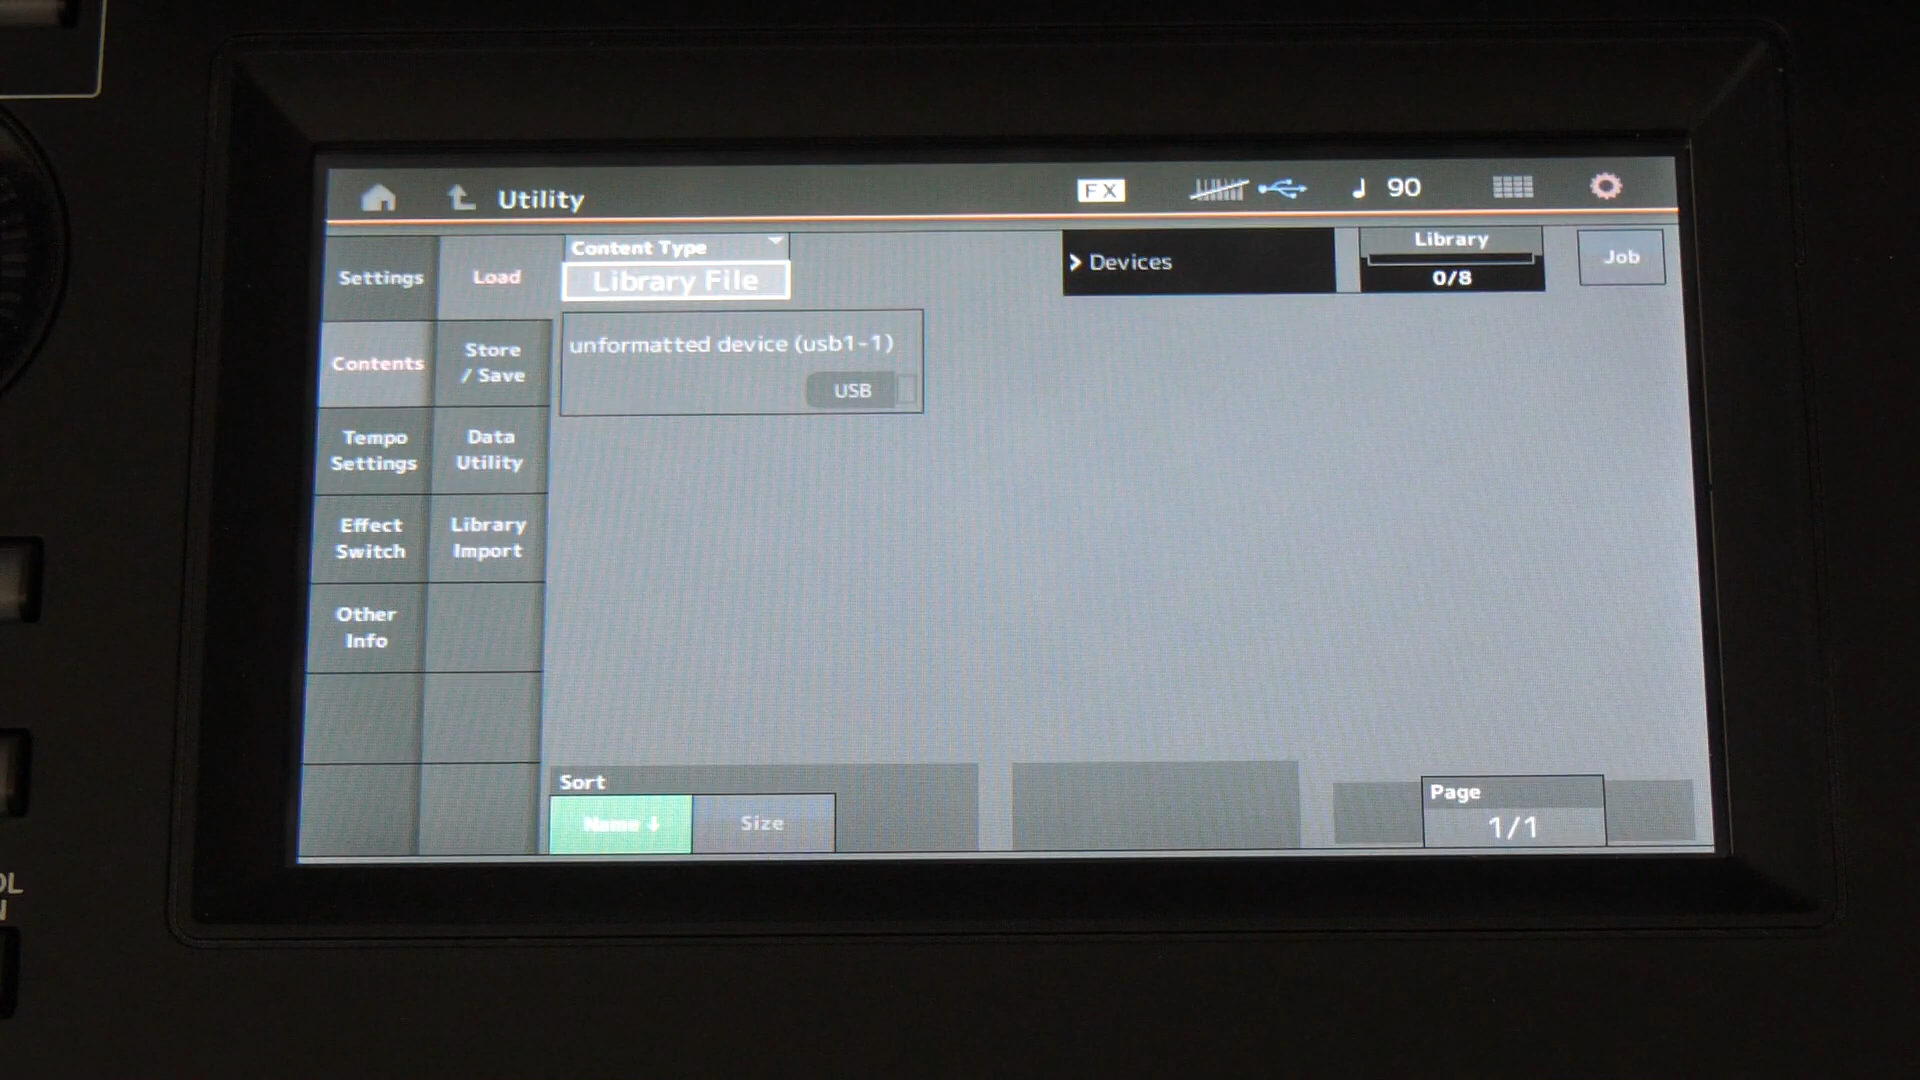 Utility
FX
♩ 90
Settings
Load
Content Type
Library File
> Devices
Library
0/8
Job
unformatted device (usb1-1)
USB
Contents
Store
/ Save
Tempo
Settings
Data
Utility
Effect
Switch
Library
Import
Other
Info
Sort
Name ↓
Size
Page
1/1